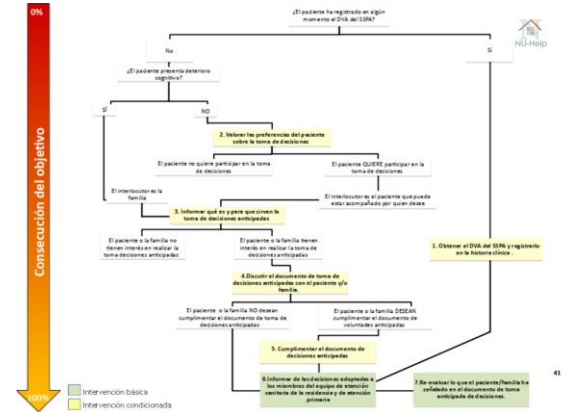 0%
¿El paciente ha registrado en algún
momento el DVA del SSPA?
NU-Help
No
Sí
¿El paciente presenta deterioro
cognitivo?
SÍ
NO
2. Valorar las preferencias del paciente
sobre la toma de decisiones
El paciente no quiere participar en la toma
de decisiones
El paciente QUIERE participar en la
toma de decisiones
El interlocutor es la
familia
El interlocutor es el paciente que puede
estar acompañado por quien desee
3. Informar qué es y para que sirven la
toma de decisiones anticipadas
El paciente o la familia no
tienen interés en realizar la
toma decisiones anticipadas
El paciente o la familia tienen
interés en realizar la toma de
decisiones anticipadas
1. Obtener el DVA del SSPA y registrarlo
en la historia clínica .
4.Discutir el documento de toma de
decisiones anticipadas con el paciente y/o
familia.
El paciente o la familia NO desean
cumplimentar el documento de toma de
decisiones anticipadas
El paciente o la familia DESEAN
cumplimentar el documento de
voluntades anticipadas
5. Cumplimentar el documento de
decisiones anticipadas
6.Informar de las decisiones adoptadas a
los miembros del equipo de atención
sanitaria de la residencia y de atención
primaria
7.Re-evaluar lo que el paciente/familia ha
señalado en el documento de toma
anticipada de decisiones.
41
Consecución del objetivo
100%
Intervención básica
Intervención condicionada